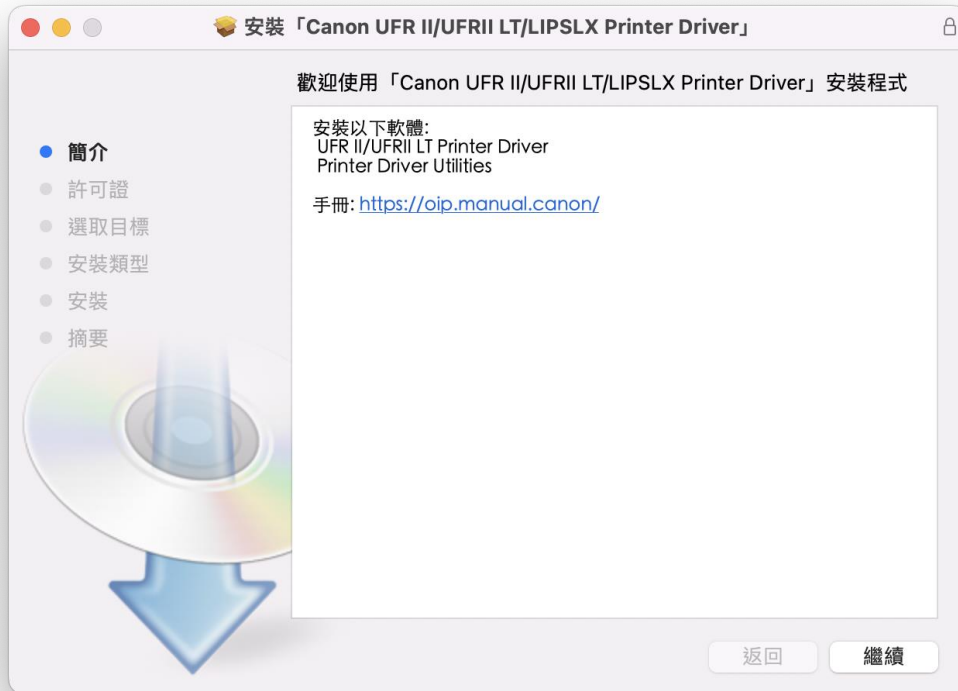 安裝「Canon UFR II/UFRII LT/LIPSLX Printer Driver」
歡迎使用「Canon UFR II/UFRII LT/LIPSLX Printer Driver」安裝程式
簡介
許可證
選取目標
安裝類型
安裝
摘要
安裝以下軟體:
UFR II/UFRII LT Printer Driver
Printer Driver Utilities
手冊: https://oip.manual.canon/
返回
繼續